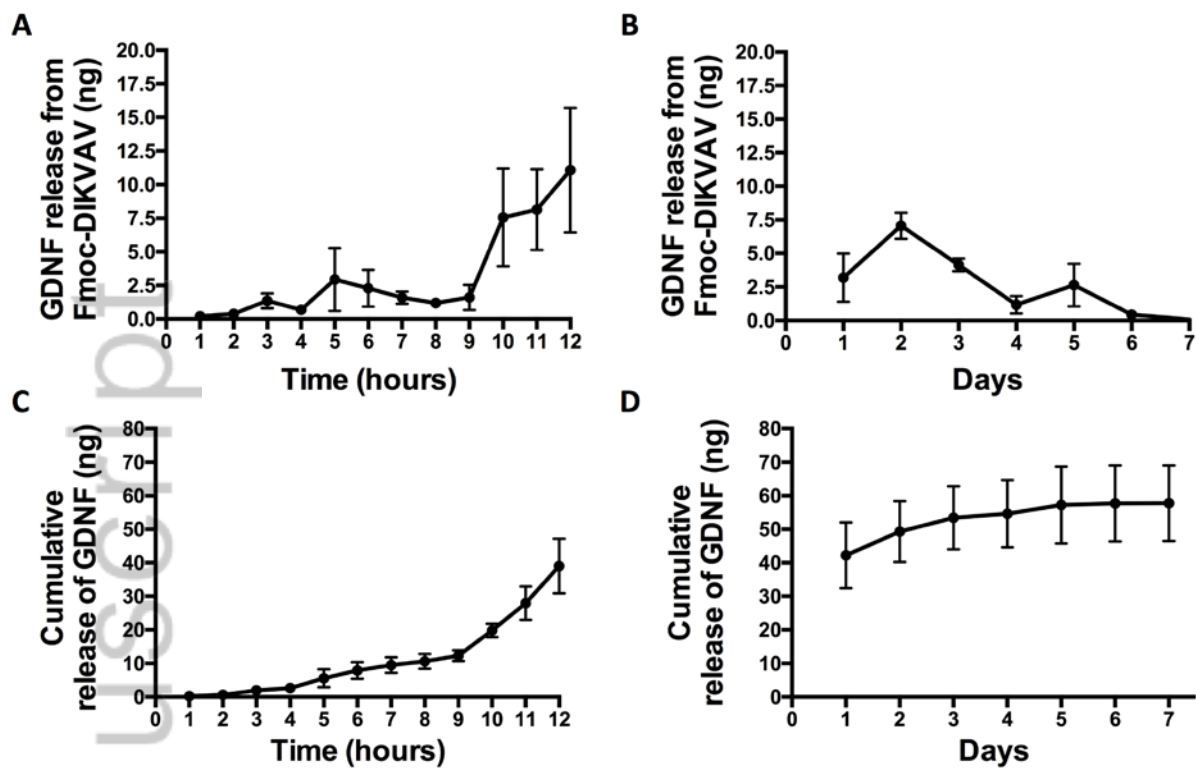 A
GDNF release from
Fmoc-DIKVAV (ng)
20.0
17.5
15.0
12.5
10.0
7.5
5.0
2.5
0.0
0 1 2 3 4 5 6 7 8 9 10 11 12
Time (hours)
B
GDNF release from
Fmoc-DIKVAV (ng)
20.0
17.5
15.0
12.5
10.0
7.5
5.0
2.5
0.0
0 1 2 3 4 5 6 7
Days
C
Cumulative
release of GDNF (ng)
80
70
60
50
40
30
20
10
0
0 1 2 3 4 5 6 7 8 9 10 11 12
Time (hours)
D
Cumulative
release of GDNF (ng)
80
70
60
50
40
30
20
10
0
0 1 2 3 4 5 6 7
Days